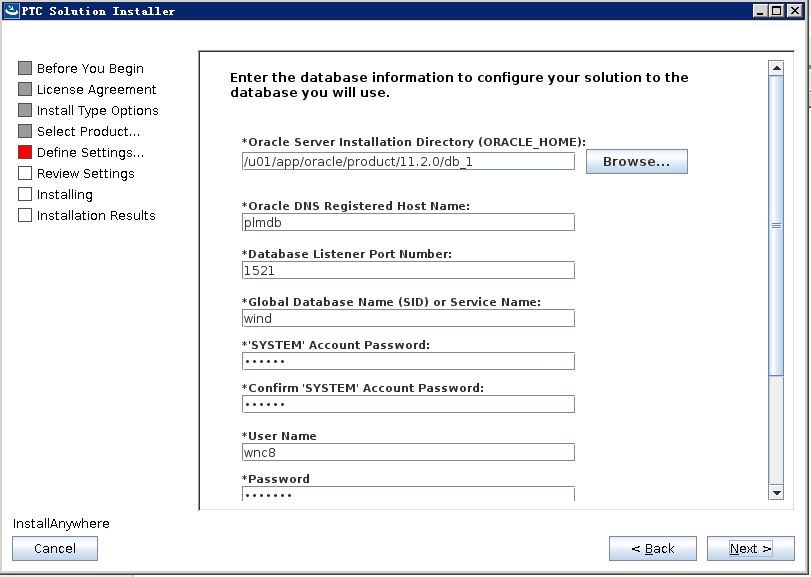 PTC Solution Installer
Before You Begin
License Agreement
Install Type Options
Select Product...
Define Settings...
Review Settings
Installing
Installation Results
Enter the database information to configure your solution to the
database you will use.
*Oracle Server Installation Directory (ORACLE_HOME):
/u01/app/oracle/product/11.2.0/db_1
Browse...
*Oracle DNS Registered Host Name:
plmdb
*Database Listener Port Number:
1521
*Global Database Name (SID) or Service Name:
wind
*'SYSTEM' Account Password:
••••••
*Confirm 'SYSTEM' Account Password:
••••••
*User Name
wnc8
*Password
•••••••
InstallAnywhere
Cancel
< Back
Next >